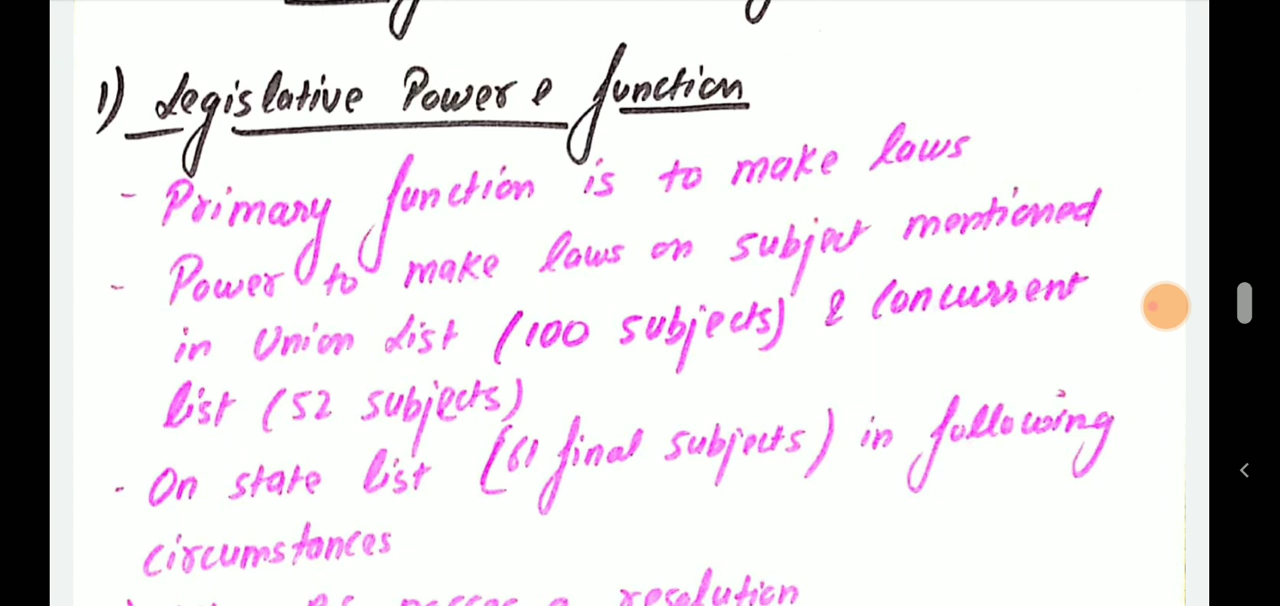 1) Legislative Power & function
- Primary function is to make laws
- Power to make laws on subject mentioned
in Union List (100 subjects) & Concurrent
list (52 subjects)
- On state list (61 final subjects) in following
circumstances
passes a resolution